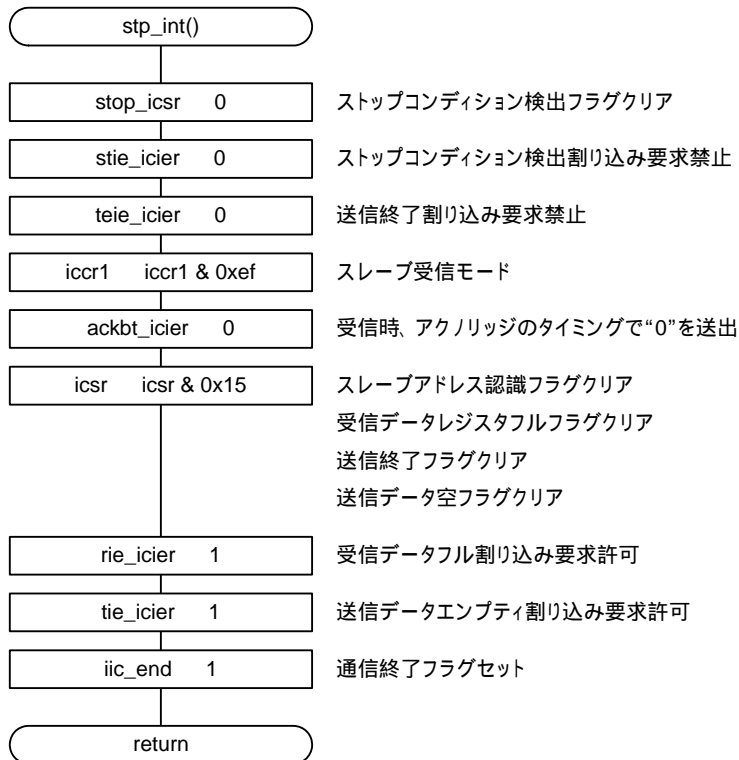 stp_int()
stop_icsr 0 ストップコンディション検出フラグクリア
stie_icier 0 ストップコンディション検出割り込み要求禁止
teie_icier 0 送信終了割り込み要求禁止
iccr1 iccr1 & 0xef スレーブ受信モード
ackbt_icier 0 受信時、アクノリッジのタイミングで“0”を送出
icsr icsr & 0x15 スレーブアドレス認識フラグクリア
受信データレジスタフルフラグクリア
送信終了フラグクリア
送信データ空フラグクリア
rie_icier 1 受信データフル割り込み要求許可
tie_icier 1 送信データエンプティ割り込み要求許可
iic_end 1 通信終了フラグセット
return